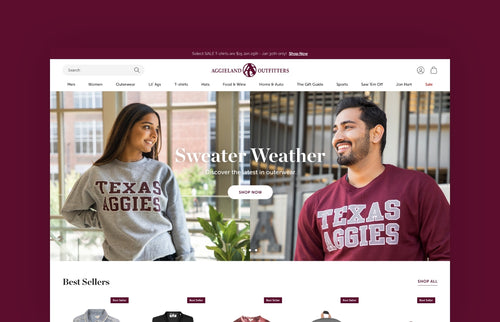 Select SALE T-shirts are $15 Jan 25th - Jan 30th only! Shop Now
Search
AGGIELAND OUTFITTERS
Men Women Outerwear Lil' Ags T-shirts Hats Food & Wine Home & Auto The Gift Guide Sports Saw 'Em Off Jon Hart Sale
Sweater Weather
Discover the latest in outerwear.
SHOP NOW
TEXAS
AGGIES
TEXAS
AGGIES
Best Sellers
SHOP ALL
Best Seller
Best Seller
Best Seller
Best Seller
Best Seller